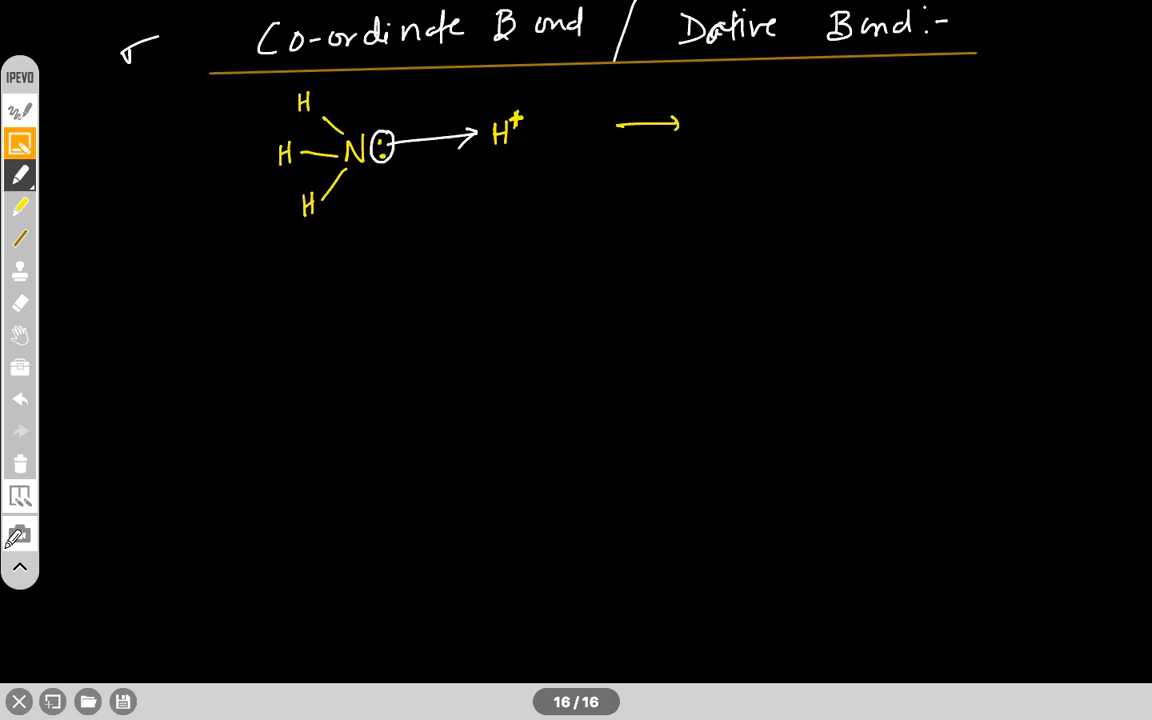 Co-ordinate Bond / Dative Bond:-
H
H N : H+
H
IPEVO
16 / 16